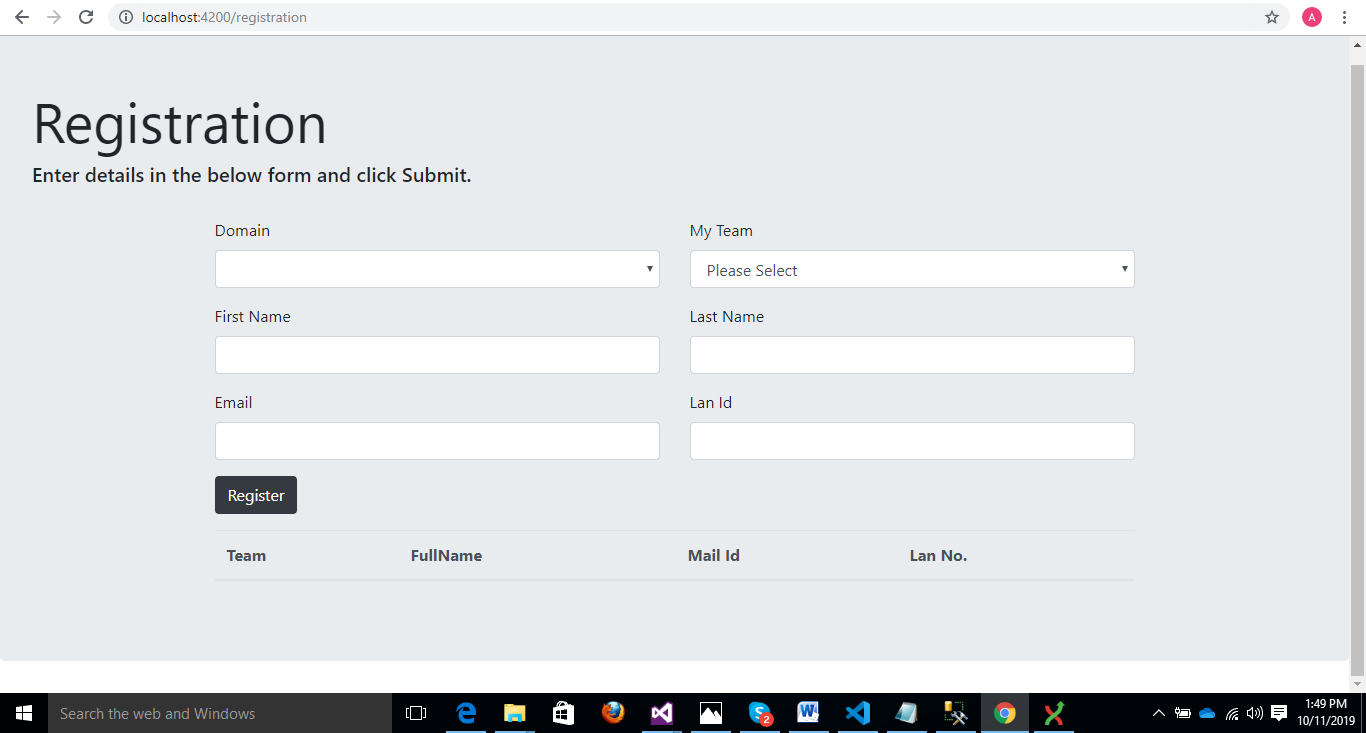 localhost:4200/registration
A
Registration
Enter details in the below form and click Submit.
Domain
My Team
Please Select
First Name
Last Name
Email
Lan Id
Register
Team FullName Mail Id Lan No.
Search the web and Windows
2
1:49 PM
10/11/2019